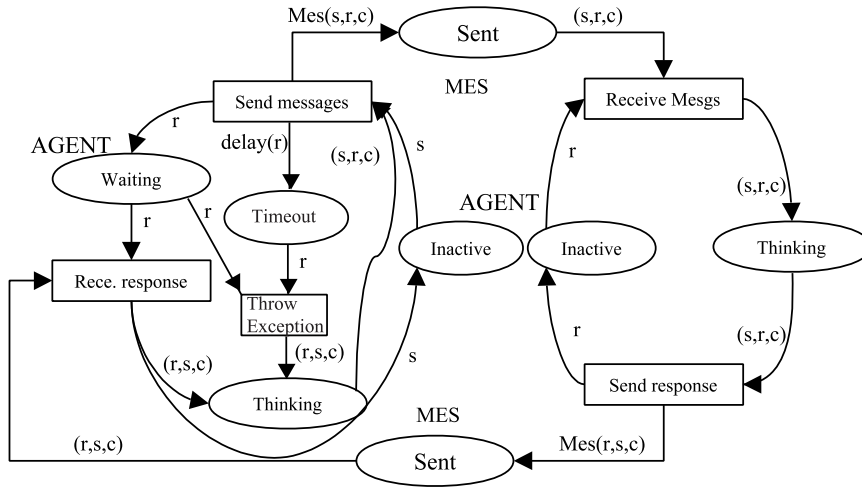 Mes(s,r,c)
Sent
(s,r,c)
Send messages
MES
Receive Mesgs
r
delay(r)
(s,r,c)
s
r
(s,r,c)
AGENT
Waiting
Timeout
AGENT
r
r
Inactive
Inactive
Thinking
r
Rece. response
Throw
Exception
(r,s,c)
(r,s,c)
s
r
(s,r,c)
Thinking
Send response
MES
(r,s,c)
Sent
Mes(r,s,c)